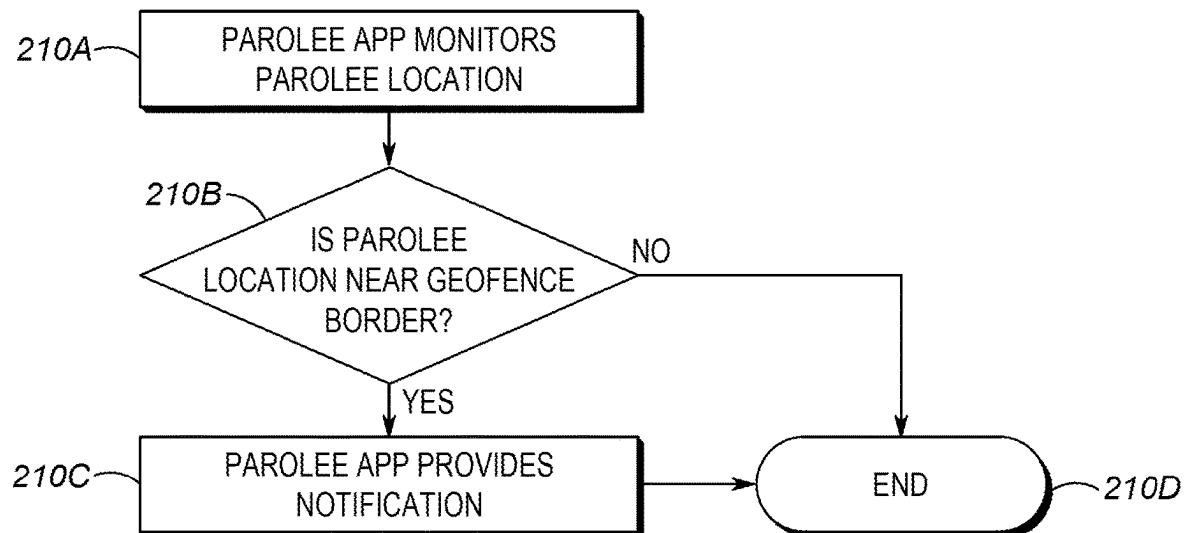 210A
PAROLEE APP MONITORS
PAROLEE LOCATION
210B
IS PAROLEE
LOCATION NEAR GEOFENCE
BORDER?
NO
YES
210C
PAROLEE APP PROVIDES
NOTIFICATION
END
210D